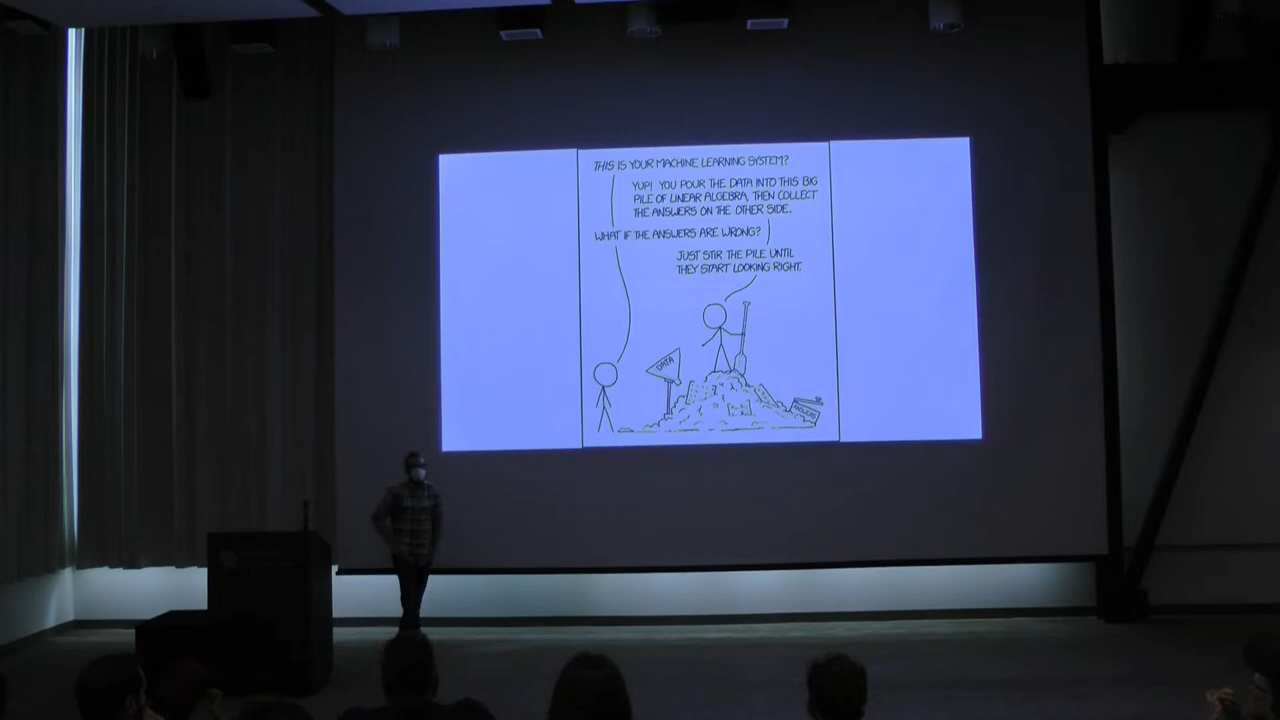 THIS IS YOUR MACHINE LEARNING SYSTEM?
YUP! YOU POUR THE DATA INTO THIS BIG
PILE OF LINEAR ALGEBRA, THEN COLLECT
THE ANSWERS ON THE OTHER SIDE.
WHAT IF THE ANSWERS ARE WRONG?
JUST STIR THE PILE UNTIL
THEY START LOOKING RIGHT.
DATA
ANSWERS